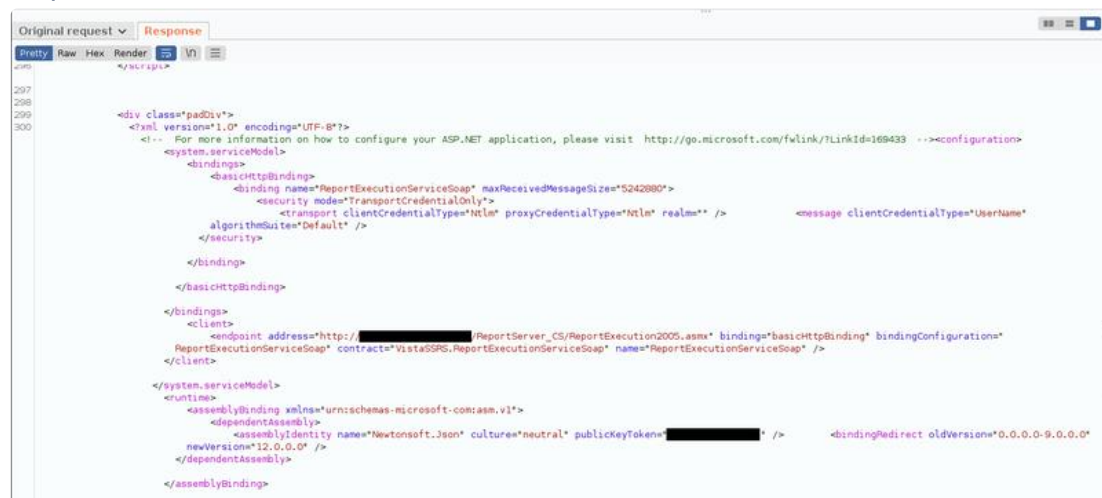 Original request Response
Pretty Raw Hex Render \n
296 </script>
297
298
299 <div class="padDiv">
300 <?xml version="1.0" encoding="UTF-8"?>
<!-- For more information on how to configure your ASP.NET application, please visit http://go.microsoft.com/fwlink/?LinkId=169433 --><configuration>
<system.serviceModel>
<bindings>
<basicHttpBinding>
<binding name="ReportExecutionServiceSoap" maxReceivedMessageSize="5242880">
<security mode="TransportCredentialOnly">
<transport clientCredentialType="Ntlm" proxyCredentialType="Ntlm" realm="" /> <message clientCredentialType="UserName"
algorithmSuite="Default" />
</security>
</binding>
</basicHttpBinding>
</bindings>
<client>
<endpoint address="http:// /ReportServer_CS/ReportExecution2005.asmx" binding="basicHttpBinding" bindingConfiguration="
ReportExecutionServiceSoap" contract="VistaSSRS.ReportExecutionServiceSoap" name="ReportExecutionServiceSoap" />
</client>
</system.serviceModel>
<runtime>
<assemblyBinding xmlns="urn:schemas-microsoft-com:asm.v1">
<dependentAssembly>
<assemblyIdentity name="Newtonsoft.Json" culture="neutral" publicKeyToken=" " /> <bindingRedirect oldVersion="0.0.0.0-9.0.0.0"
newVersion="12.0.0.0" />
</dependentAssembly>
</assemblyBinding>